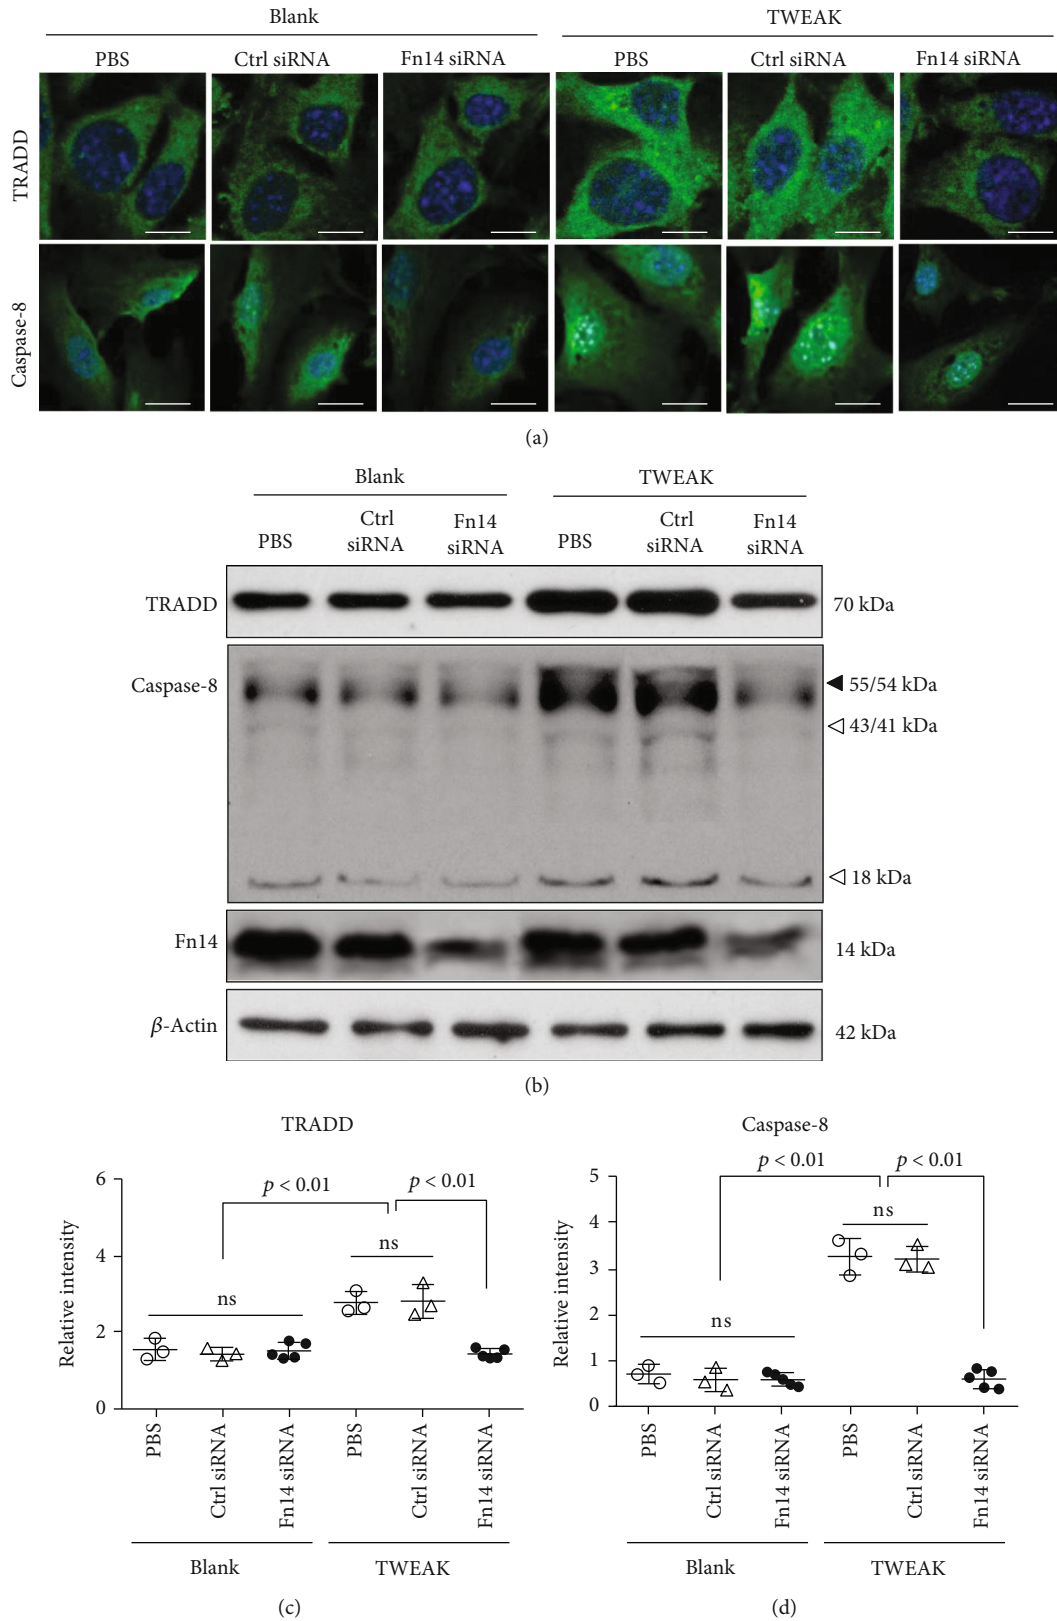 Blank
TWEAK
PBS
Ctrl siRNA
Fn14 siRNA
PBS
Ctrl siRNA
Fn14 siRNA
TRADD
Caspase-8
(a)
Blank
TWEAK
PBS
Ctrl
siRNA
Fn14
siRNA
PBS
Ctrl
siRNA
Fn14
siRNA
TRADD
70 kDa
Caspase-8
55/54 kDa
43/41 kDa
18 kDa
Fn14
14 kDa
β-Actin
42 kDa
(b)
TRADD
Relative intensity
6
4
2
0
p < 0.01
p < 0.01
ns
ns
PBS
Ctrl siRNA
Fn14 siRNA
PBS
Ctrl siRNA
Fn14 siRNA
Blank
TWEAK
(c)
Caspase-8
Relative intensity
5
4
3
2
1
0
p < 0.01
p < 0.01
ns
ns
PBS
Ctrl siRNA
Fn14 siRNA
PBS
Ctrl siRNA
Fn14 siRNA
Blank
TWEAK
(d)